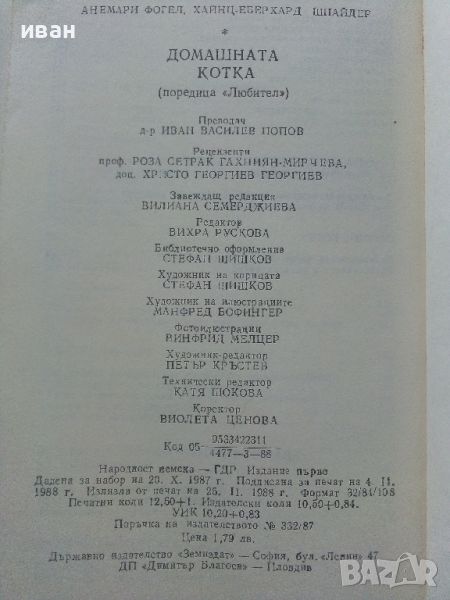 иван
АНЕМАРИ ФОГЕЛ, ХАЙНЦ-ЕБЕРХАРД ШНАЙДЕР
*
ДОМАШНАТА
КОТКА
(поредица «Любител»)
Преводач
д-р ИВАН ВАСИЛЕВ ПОПОВ
Рецензенти
проф. РОЗА СЕТРАК ГАХНИЯН-МИРЧЕВА,
доц. ХРИСТО ГЕОРГИЕВ ГЕОРГИЕВ
Завеждащ редакция
ВИЛИАНА СЕМЕРДЖИЕВА
Редактор
ВИХРА РУСКОВА
Библиотечно оформление
СТЕФАН ШИШКОВ
Художник на корицата
СТЕФАН ШИШКОВ
Художник на илюстрациите
МАНФРЕД БОФИНГЕР
Фотоилюстрации
ВИНФРИД МЕЛЦЕР
Художник-редактор
ПЕТЪР КРЪСТЕВ
Технически редактор
КАТЯ ШОКОВА
Коректор
ВИОЛЕТА ЦЕНОВА
Код 05 9533422311
4477—3—88
Народност немска — ГДР Издание първо
Дадена за набор на 20. X. 1987 г. Подписана за печат на 4. II.
1988 г. Излязла от печат на 25. II. 1988 г. Формат 32/84/108
Печатни коли 12,50+1. Издателски коли 10,50+0,84.
УИК 10,20+0,83
Поръчка на издателството № 332/87
Цена 1,79 лв.
Държавно издателство «Земиздат» — София, бул. «Ленин» 47
ДП «Димитър Благоев» — Пловдив
BAZAR.bg